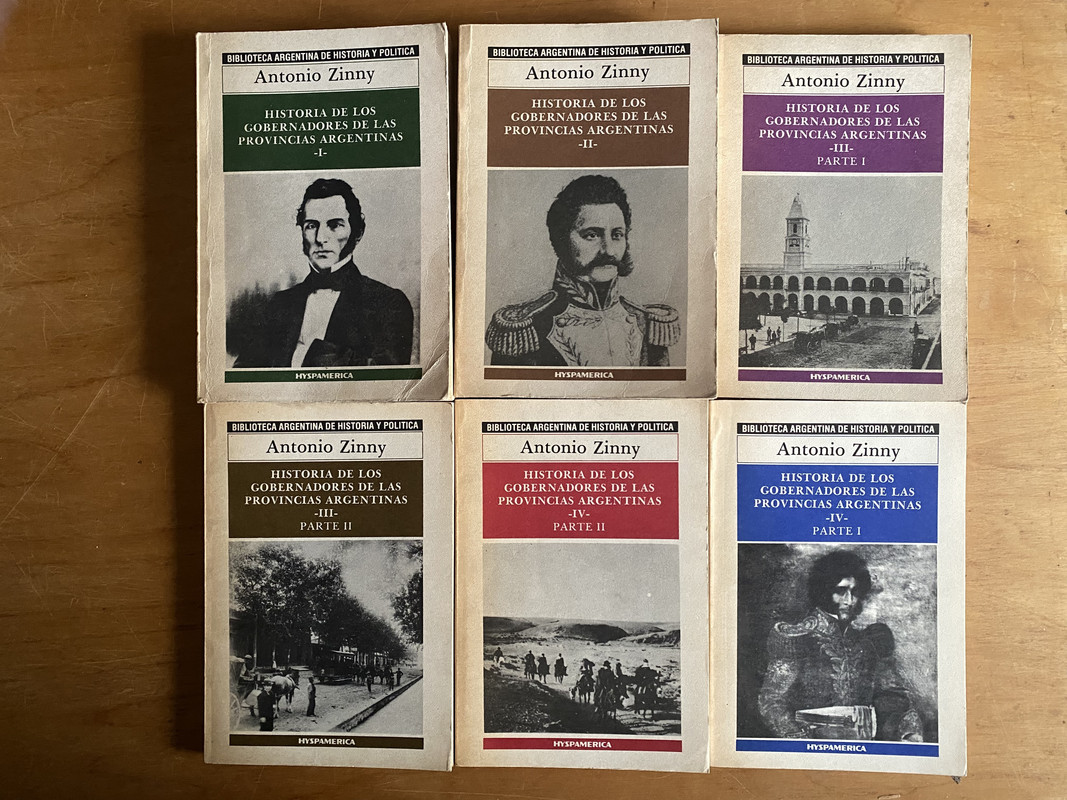 BIBLIOTECA ARGENTINA DE HISTORIA Y POLITICA
Antonio Zinny
HISTORIA DE LOS
GOBERNADORES DE LAS
PROVINCIAS ARGENTINAS
-I-
HYSPAMERICA
BIBLIOTECA ARGENTINA DE HISTORIA Y POLITICA
Antonio Zinny
HISTORIA DE LOS
GOBERNADORES DE LAS
PROVINCIAS ARGENTINAS
-II-
HYSPAMERICA
BIBLIOTECA ARGENTINA DE HISTORIA Y POLITICA
Antonio Zinny
HISTORIA DE LOS
GOBERNADORES DE LAS
PROVINCIAS ARGENTINAS
-III-
PARTE I
HYSPAMERICA
BIBLIOTECA ARGENTINA DE HISTORIA Y POLITICA
Antonio Zinny
HISTORIA DE LOS
GOBERNADORES DE LAS
PROVINCIAS ARGENTINAS
-III-
PARTE II
HYSPAMERICA
BIBLIOTECA ARGENTINA DE HISTORIA Y POLITICA
Antonio Zinny
HISTORIA DE LOS
GOBERNADORES DE LAS
PROVINCIAS ARGENTINAS
-IV-
PARTE II
HYSPAMERICA
BIBLIOTECA ARGENTINA DE HISTORIA Y POLITICA
Antonio Zinny
HISTORIA DE LOS
GOBERNADORES DE LAS
PROVINCIAS ARGENTINAS
-IV-
PARTE I
HYSPAMERICA